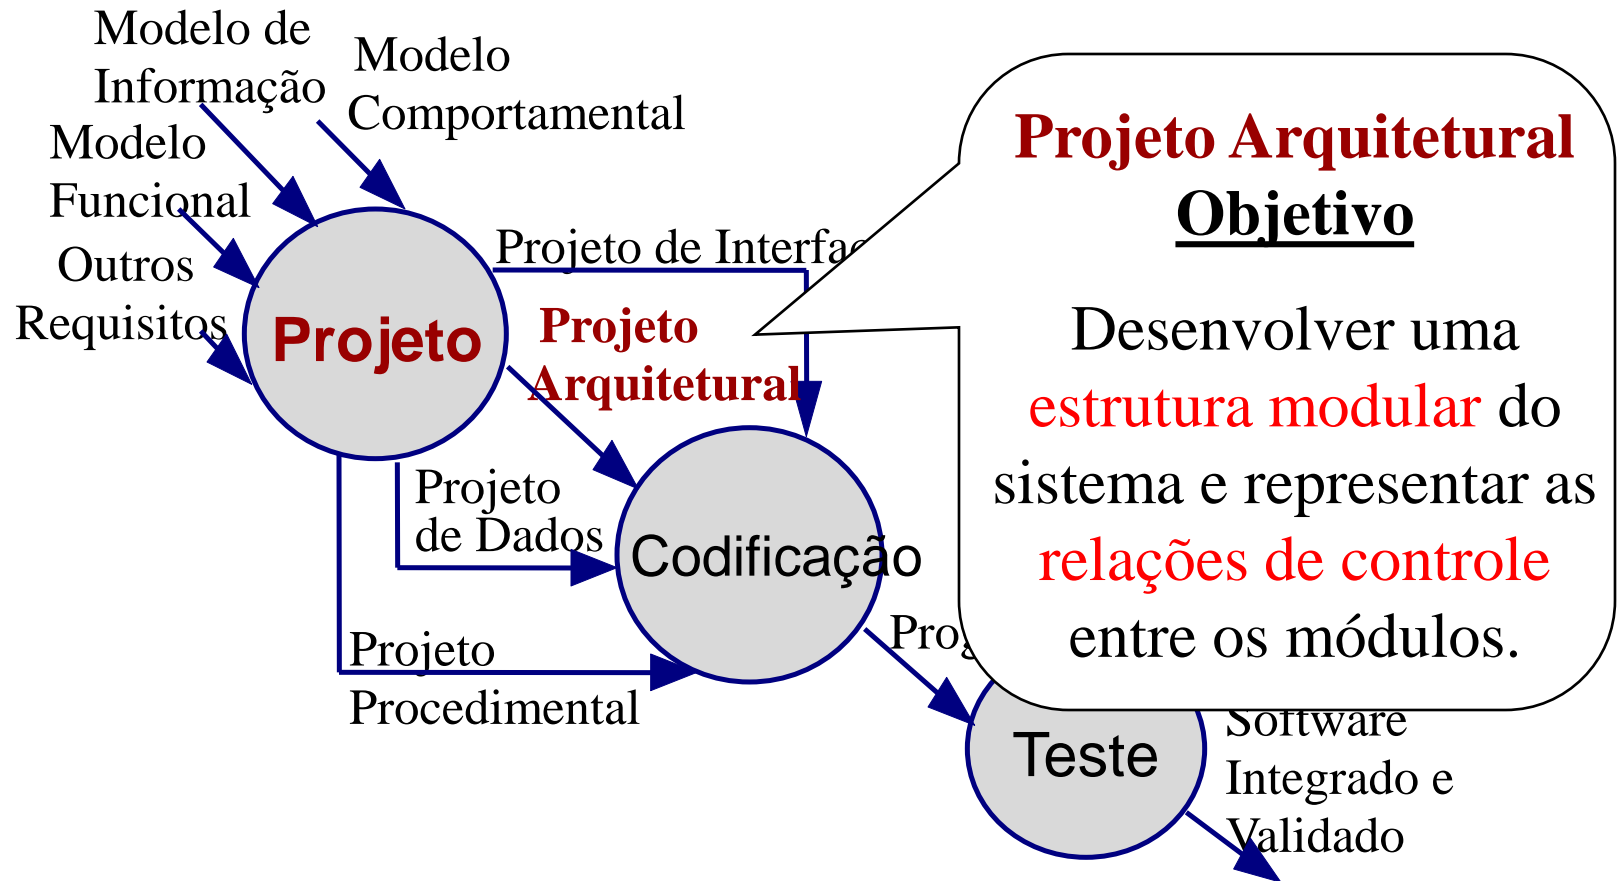 Modelo de
Informação
Modelo
Comportamental
Modelo
Funcional
Outros
Requisitos
Projeto
Projeto de
Projeto
Arquitetural
Projeto
de Dados
Projeto
Procedimental
Codificação
Teste
Software
Integrado e
Validado
Projeto Arquitetural
Objetivo
Desenvolver uma
estrutura modular do
sistema e representar as
relações de controle
entre os módulos.